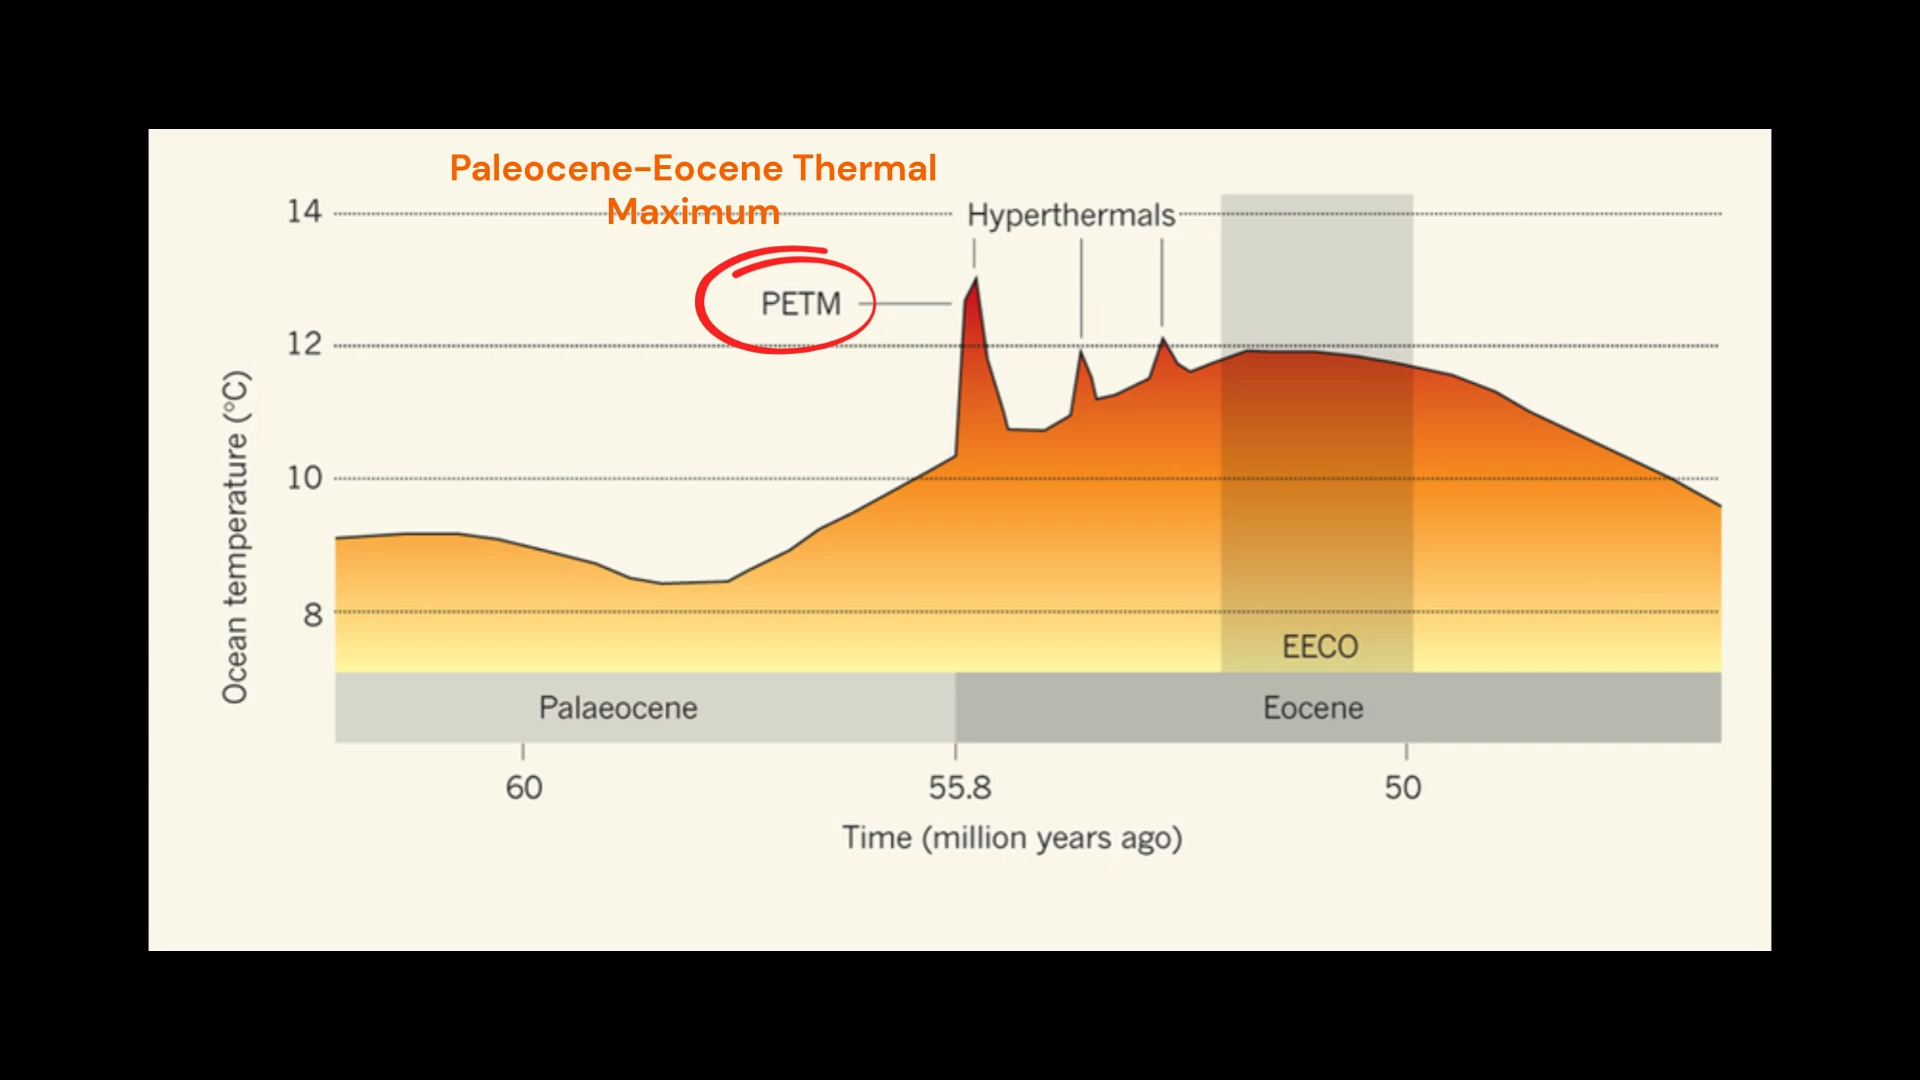 Paleocene-Eocene Thermal
Maximum
14
Hyperthermals
PETM
12
10
8
Ocean temperature (°C)
EECO
Palaeocene
Eocene
60
55.8
50
Time (million years ago)